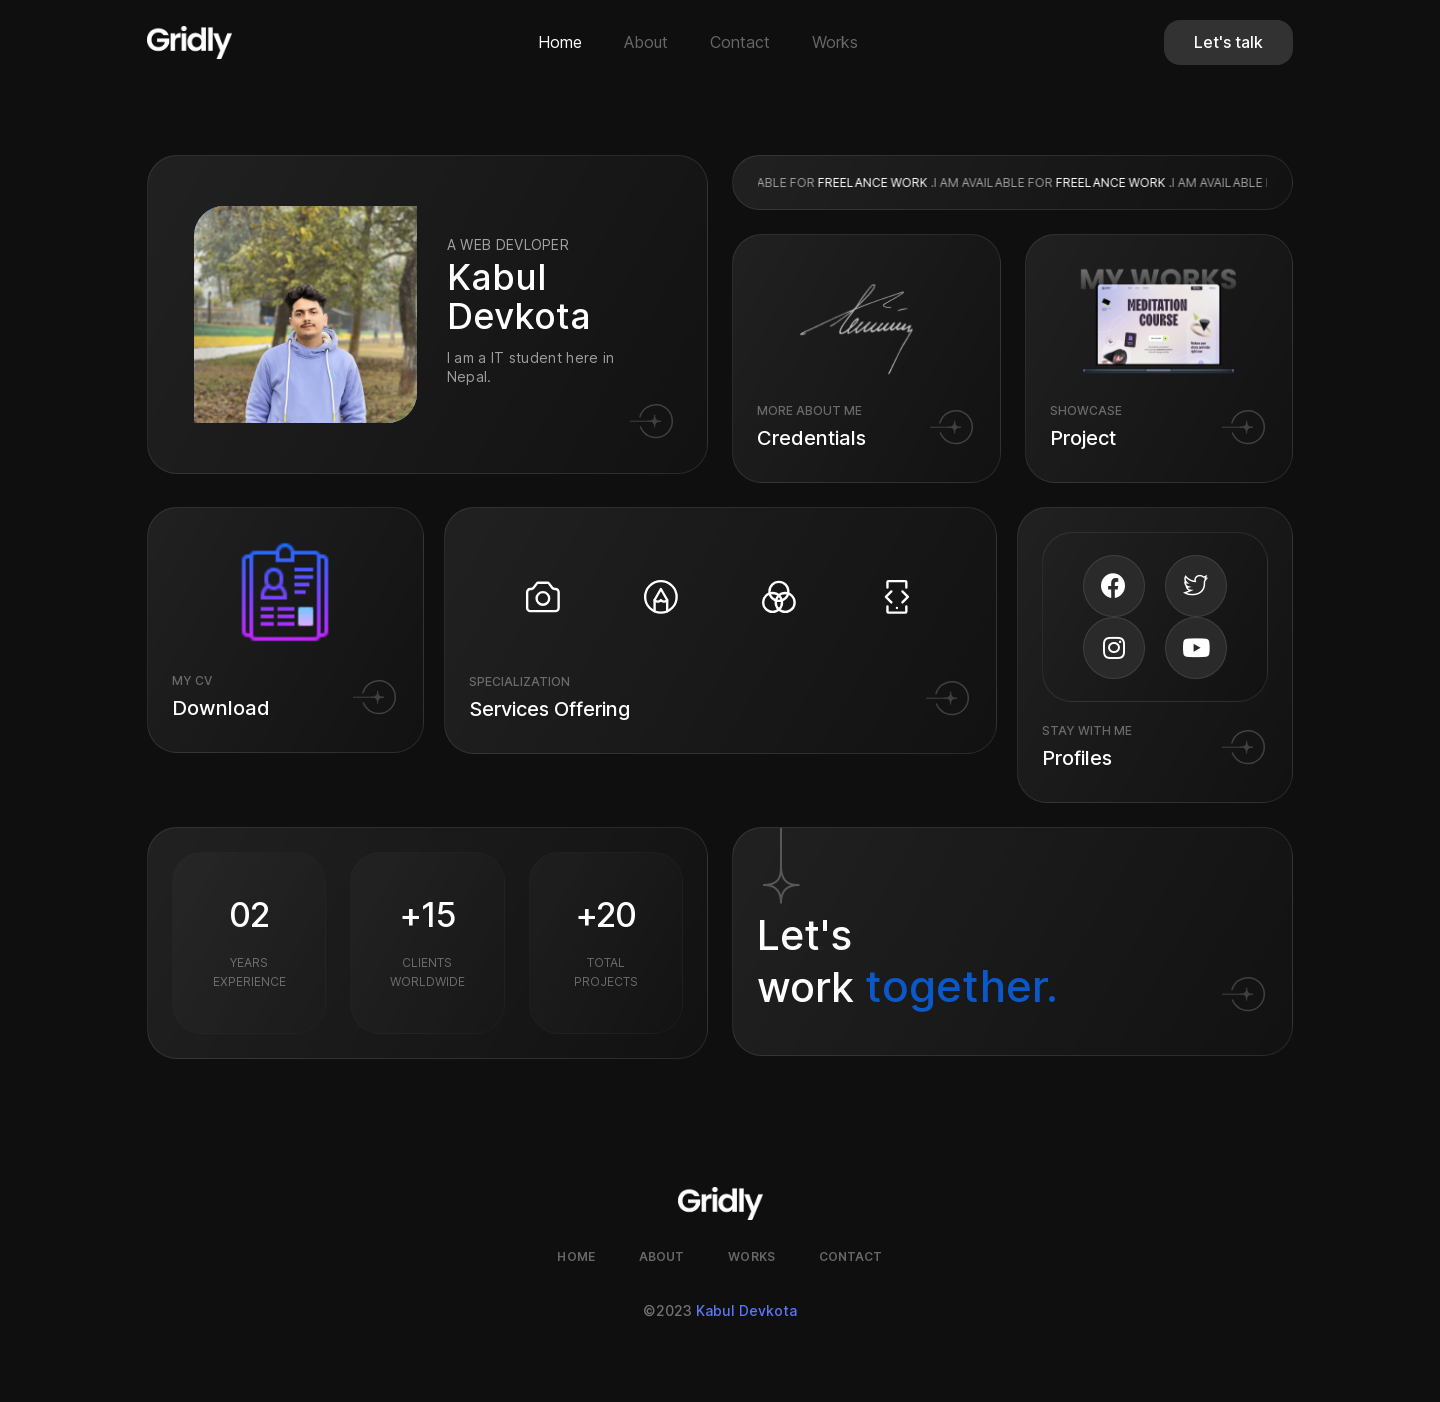 Gridly
Home
About
Contact
Works
Let's talk
A WEB DEVLOPER
Kabul
Devkota
I am a IT student here in
Nepal.
ABLE FOR FREELANCE WORK .I AM AVAILABLE FOR FREELANCE WORK .I AM AVAILABLE
MORE ABOUT ME
Credentials
MY WORKS
MEDITATION
COURSE
SHOWCASE
Project
MY CV
Download
SPECIALIZATION
Services Offering
STAY WITH ME
Profiles
02
YEARS
EXPERIENCE
+15
CLIENTS
WORLDWIDE
+20
TOTAL
PROJECTS
Let's
work together.
Gridly
HOME
ABOUT
WORKS
CONTACT
©2023 Kabul Devkota